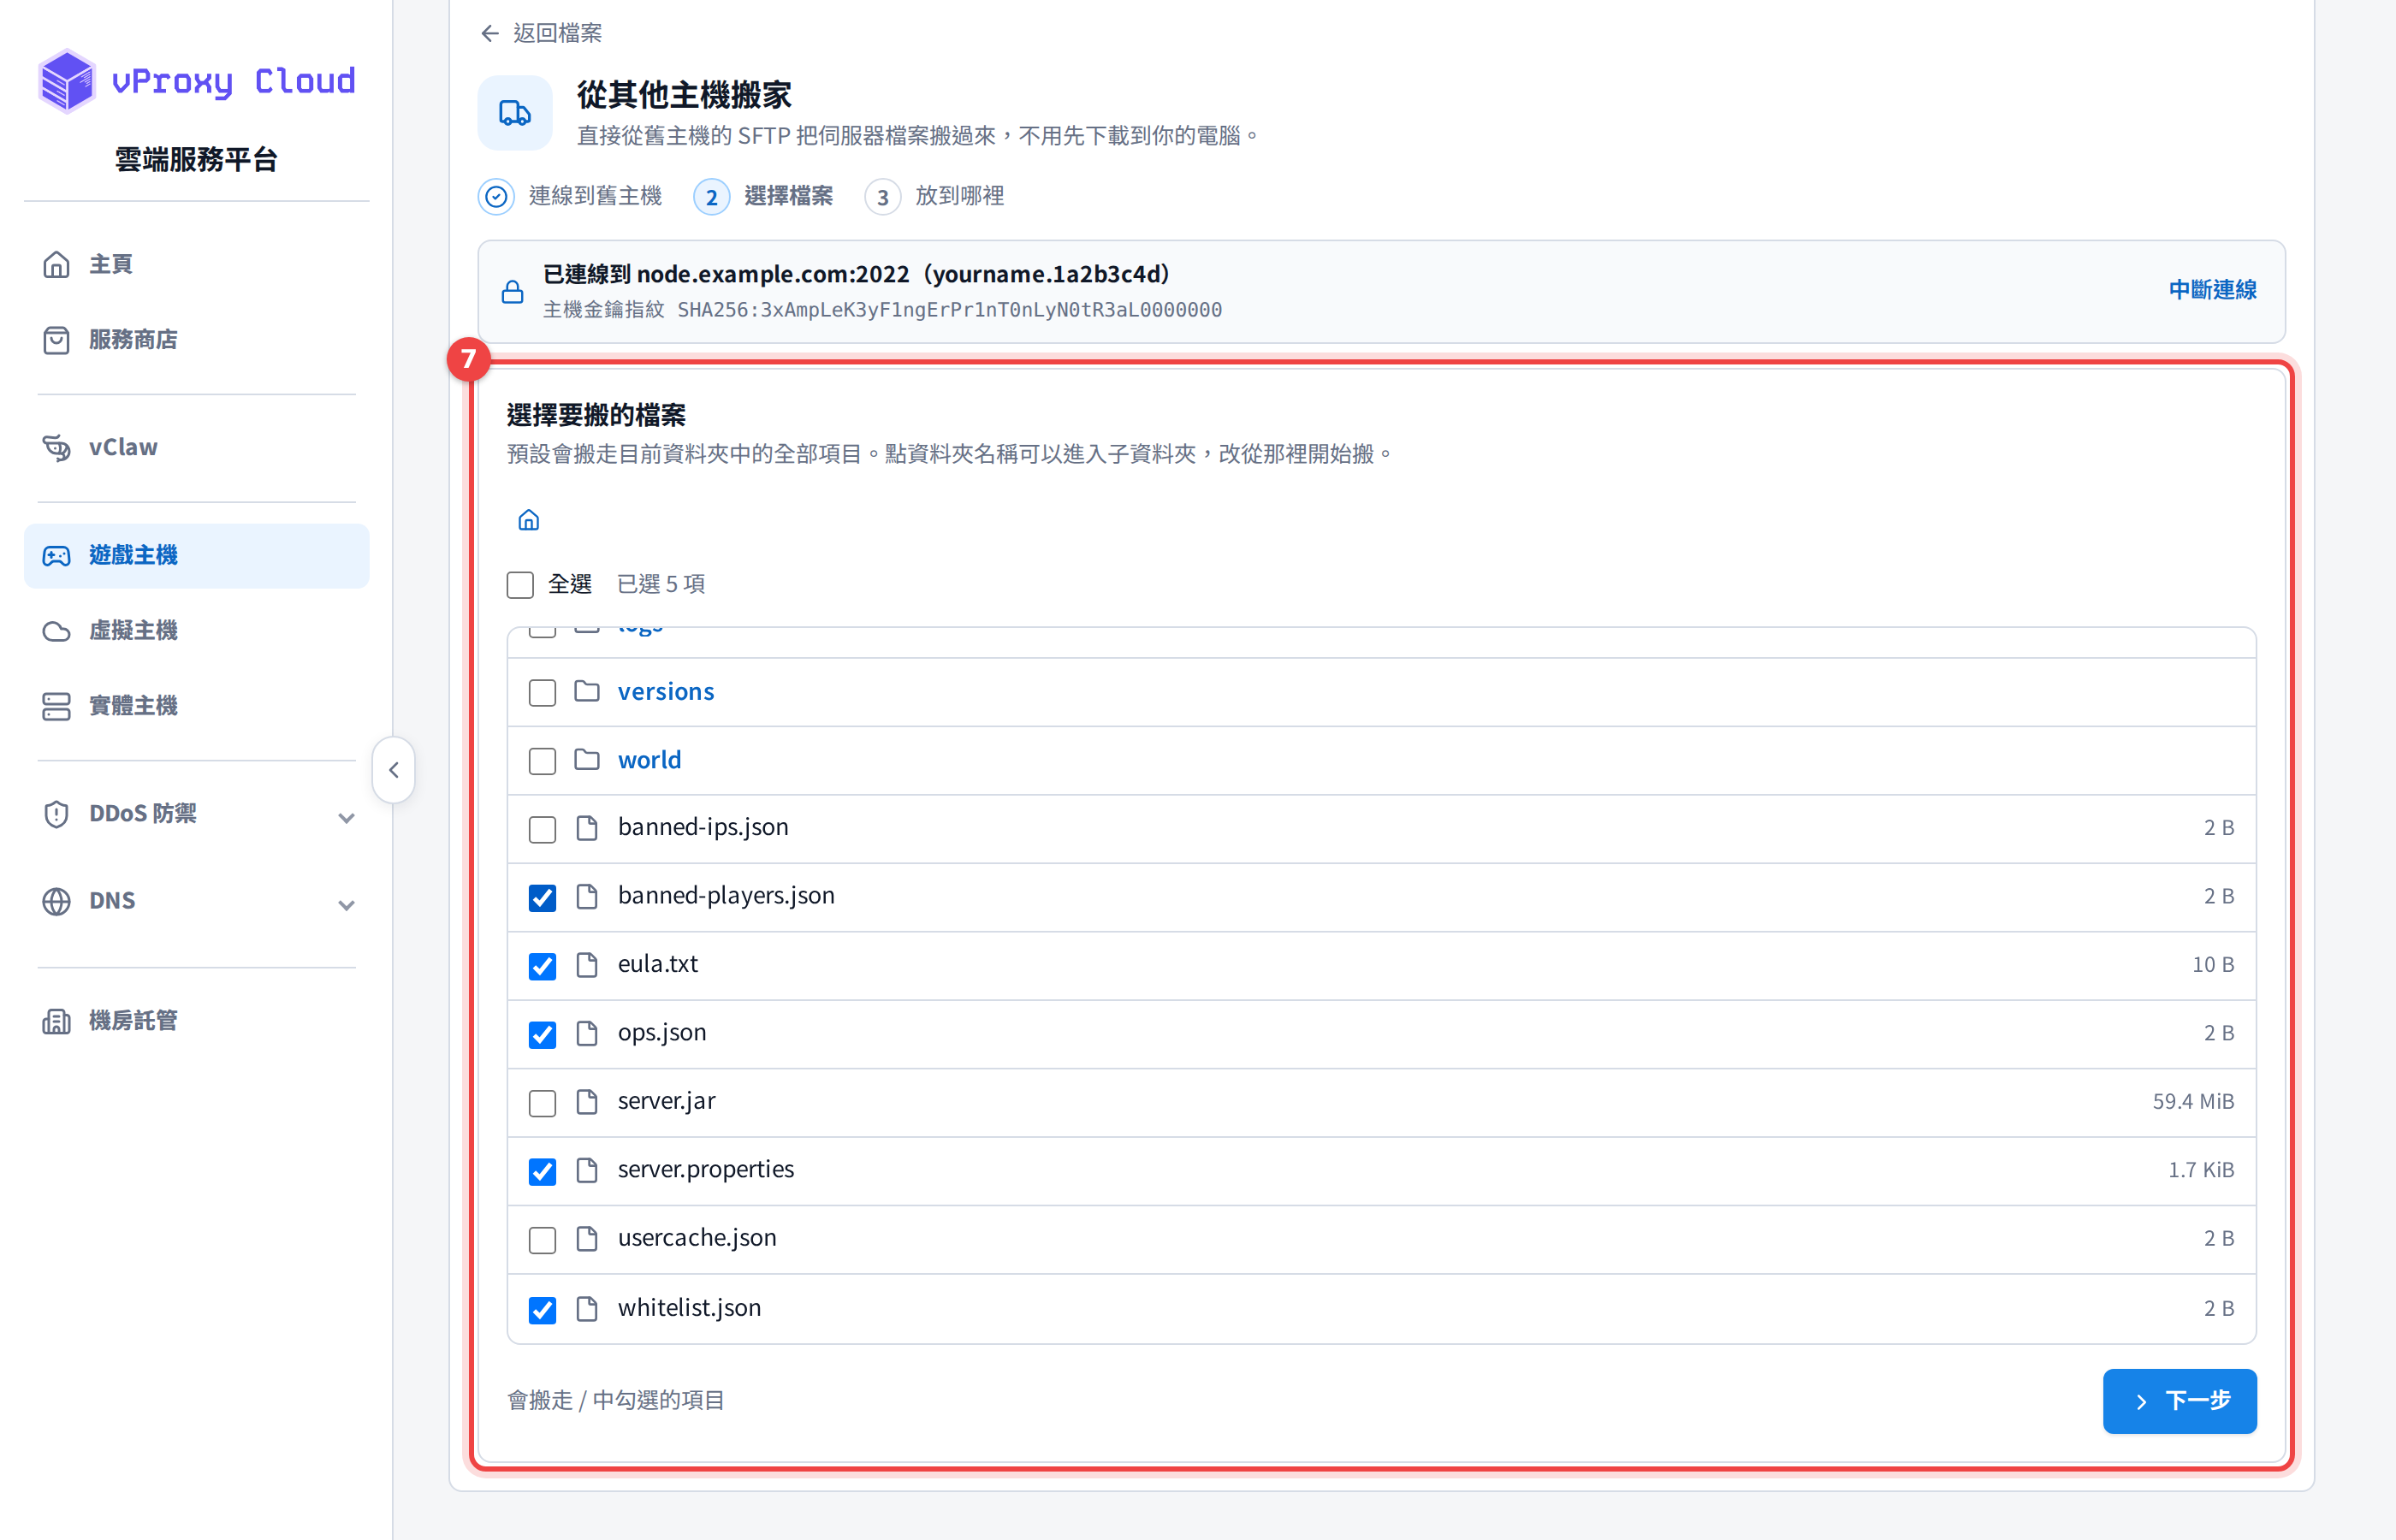 vProxy Cloud
雲端服務平台
主頁
服務商店
vClaw
遊戲主機
虛擬主機
實體主機
DDoS 防禦
DNS
機房託管
返回檔案
從其他主機搬家
直接從舊主機的 SFTP 把伺服器檔案搬過來，不用先下載到你的電腦。
連線到舊主機
2 選擇檔案
3 放到哪裡
已連線到 node.example.com:2022（yourname.1a2b3c4d）
主機金鑰指紋 SHA256:3xAmpLeK3yF1ngErPr1nT0nLyN0tR3aL0000000
中斷連線
7
選擇要搬的檔案
預設會搬走目前資料夾中的全部項目。點資料夾名稱可以進入子資料夾，改從那裡開始搬。
全選 已選 5 項
logs
versions
world
banned-ips.json 2 B
banned-players.json 2 B
eula.txt 10 B
ops.json 2 B
server.jar 59.4 MiB
server.properties 1.7 KiB
usercache.json 2 B
whitelist.json 2 B
會搬走 / 中勾選的項目
下一步